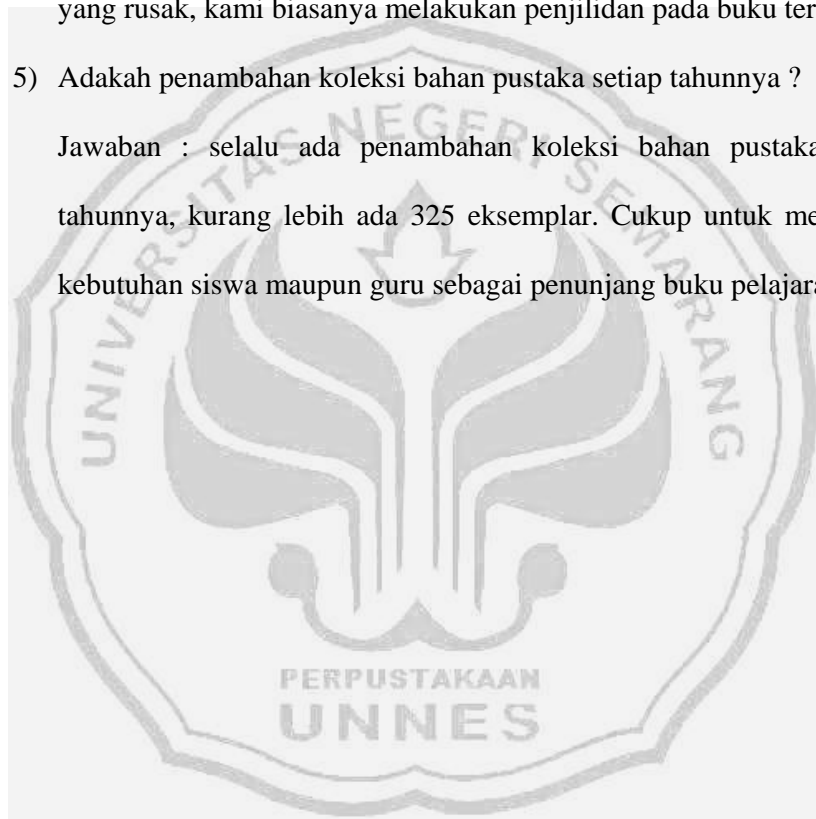 yang rusak, kami biasanya melakukan penjilidan pada buku ter
5) Adakah penambahan koleksi bahan pustaka setiap tahunnya ?
Jawaban : selalu ada penambahan koleksi bahan pustaka
tahunnya, kurang lebih ada 325 eksemplar. Cukup untuk me
kebutuhan siswa maupun guru sebagai penunjang buku pelajara
UNIVERSITAS NEGERI SEMARANG
PERPUSTAKAAN
UNNES